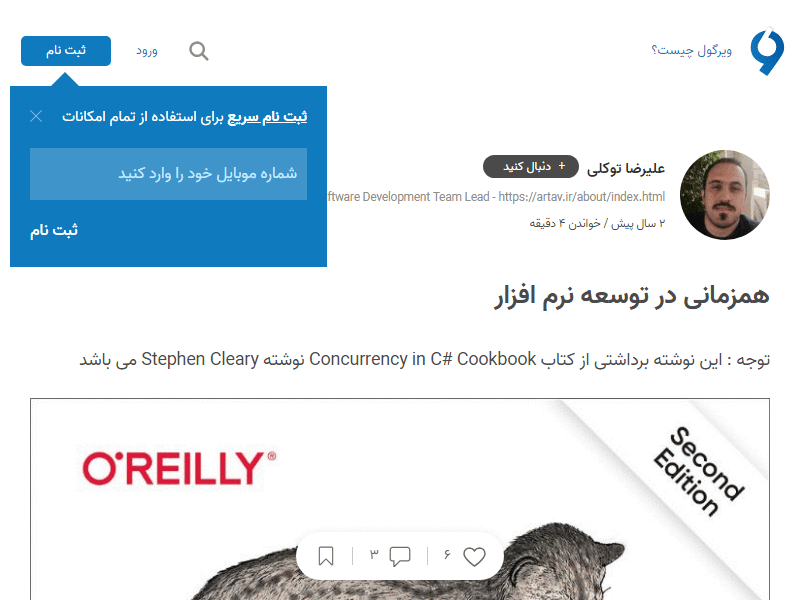 ویرگول چیست؟
ورود
ثبت نام
ثبت نام سریع برای استفاده از تمام امکانات
شماره موبایل خود را وارد کنید
ثبت نام
علیرضا توکلی
+ دنبال کنید
ftware Development Team Lead - https://artav.ir/about/index.html
۲ سال پیش / خواندن ۴ دقیقه
همزمانی در توسعه نرم افزار
توجه : این نوشته برداشتی از کتاب Concurrency in C# Cookbook نوشته Stephen Cleary می باشد
O'REILLY®
Second
Edition
۶
۳